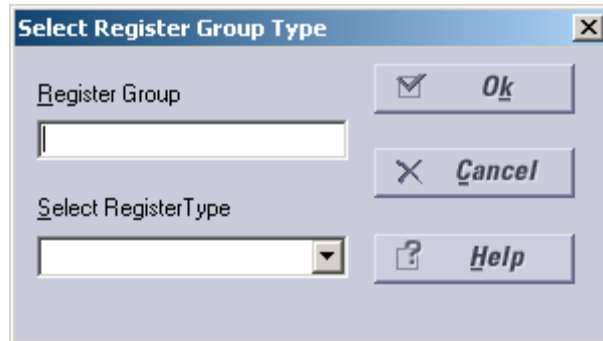 Select Register Group Type
Register Group
Ok
Cancel
Select RegisterType
Help